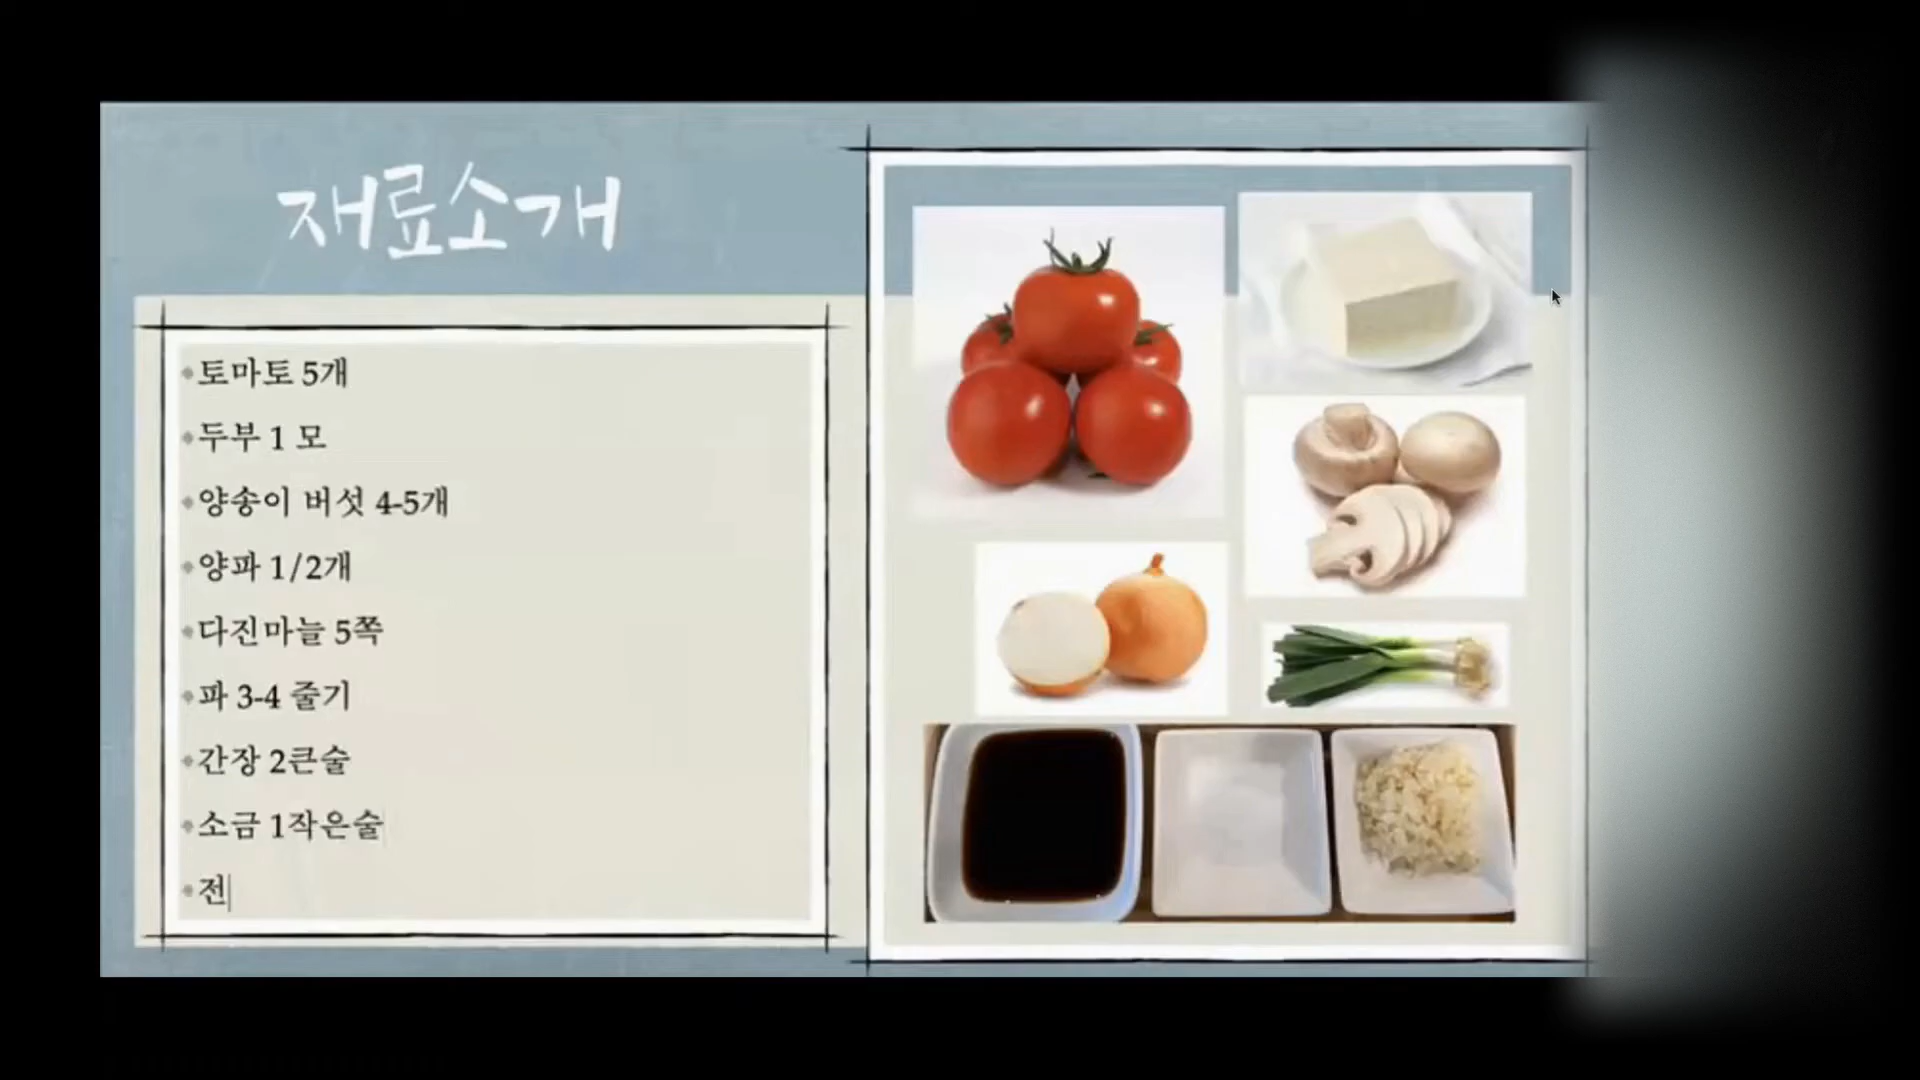 재료소개
•토마토 5개
•두부 1 모
•양송이 버섯 4-5개
•양파 1/2개
•다진마늘 5쪽
•파 3-4 줄기
•간장 2큰술
•소금 1작은술
•전